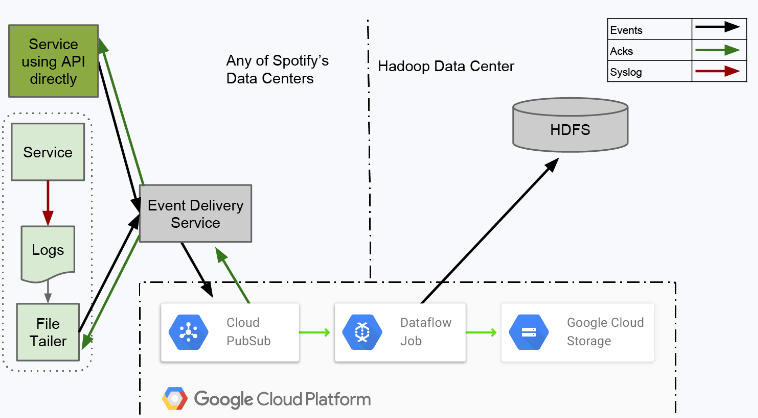 Service
using API
directly
Any of Spotify's
Data Centers
Hadoop Data Center
Events
Acks
Syslog
HDFS
Service
Event Delivery
Service
Logs
File
Tailer
Cloud
PubSub
Dataflow
Job
Google Cloud
Storage
Google Cloud Platform